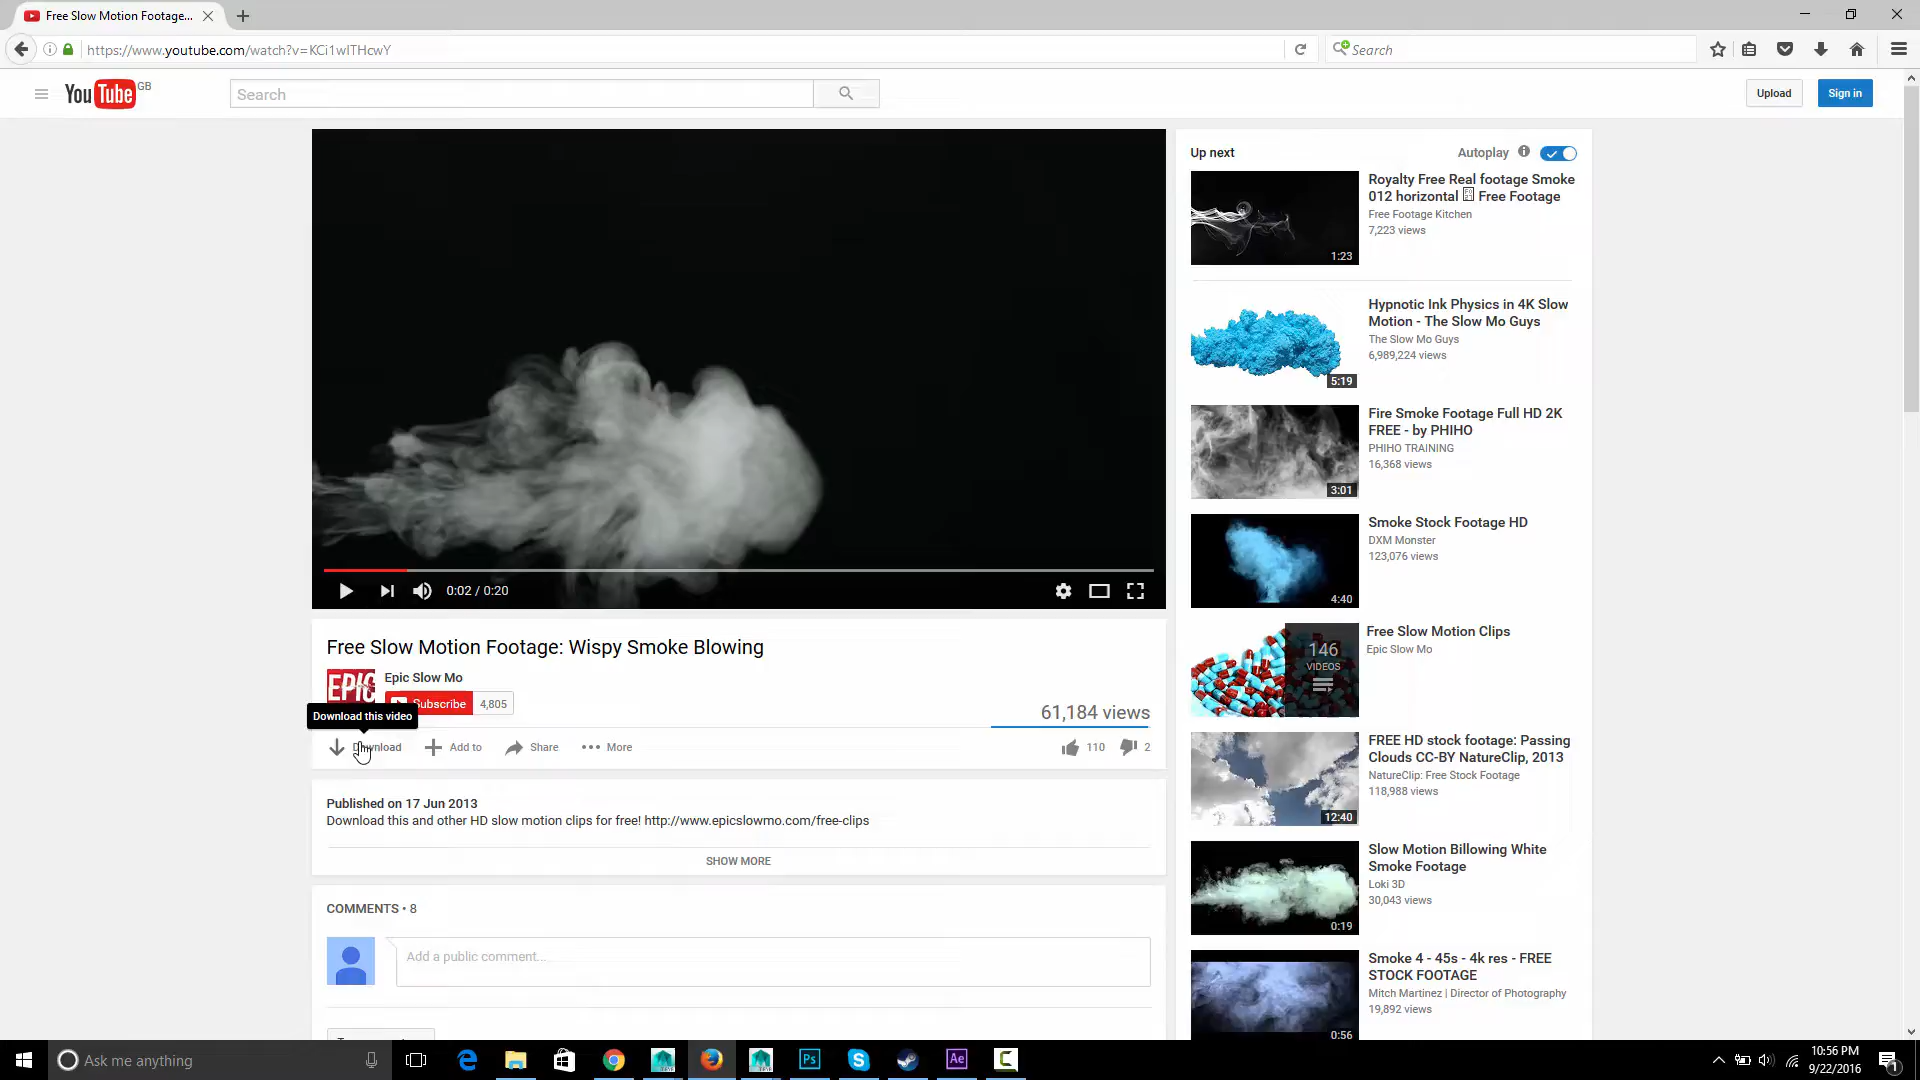 Free Slow Motion Footage...
https://www.youtube.com/watch?v=KCi1wITHcwY
Search
YouTube GB
Search
Upload
Sign in
0:02 / 0:20
Free Slow Motion Footage: Wispy Smoke Blowing
EPIC
Epic Slow Mo
Subscribe 4,805
Download this video
61,184 views
Download
Add to
Share
More
110
2
Published on 17 Jun 2013
Download this and other HD slow motion clips for free! http://www.epicslowmo.com/free-clips
SHOW MORE
COMMENTS • 8
Add a public comment...
Up next
Autoplay
Royalty Free Real footage Smoke
012 horizontal Free Footage
Free Footage Kitchen
7,223 views
1:23
Hypnotic Ink Physics in 4K Slow
Motion - The Slow Mo Guys
The Slow Mo Guys
6,989,224 views
5:19
Fire Smoke Footage Full HD 2K
FREE - by PHIHO
PHIHO TRAINING
16,368 views
3:01
Smoke Stock Footage HD
DXM Monster
123,076 views
4:40
Free Slow Motion Clips
Epic Slow Mo
146
VIDEOS
FREE HD stock footage: Passing
Clouds CC-BY NatureClip, 2013
NatureClip: Free Stock Footage
118,988 views
12:40
Slow Motion Billowing White
Smoke Footage
Loki 3D
30,043 views
0:19
Smoke 4 - 45s - 4k res - FREE
STOCK FOOTAGE
Mitch Martinez | Director of Photography
19,892 views
0:56
Ask me anything
Ps
Ae
10:56 PM
9/22/2016
1